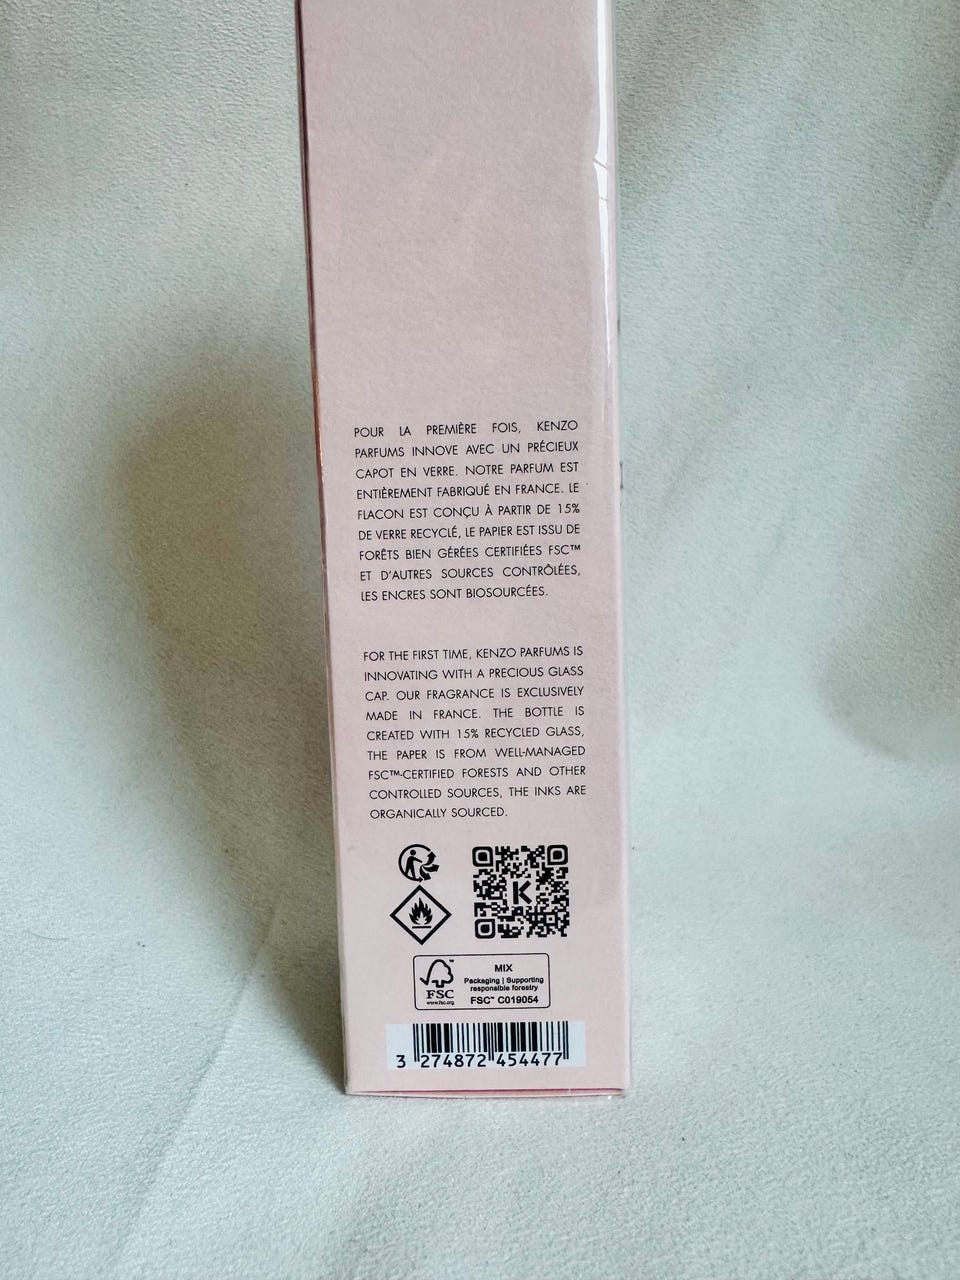 POUR LA PREMIÈRE FOIS, KENZO
PARFUMS INNOVE AVEC UN PRÉCIEUX
CAPOT EN VERRE. NOTRE PARFUM EST
ENTIÈREMENT FABRIQUÉ EN FRANCE. LE
FLACON EST CONÇU À PARTIR DE 15%
DE VERRE RECYCLÉ, LE PAPIER EST ISSU DE
FORÊTS BIEN GÉRÉES CERTIFIÉES FSC™
ET D'AUTRES SOURCES CONTRÔLÉES,
LES ENCRES SONT BIOSOURCÉES.
FOR THE FIRST TIME, KENZO PARFUMS IS
INNOVATING WITH A PRECIOUS GLASS
CAP. OUR FRAGRANCE IS EXCLUSIVELY
MADE IN FRANCE. THE BOTTLE IS
CREATED WITH 15% RECYCLED GLASS,
THE PAPER IS FROM WELL-MANAGED
FSC™-CERTIFIED FORESTS AND OTHER
CONTROLLED SOURCES, THE INKS ARE
ORGANICALLY SOURCED.
K
™
FSC
www.fsc.org
MIX
Packaging | Supporting
responsible forestry
FSC™ C019054
3 274872 454477